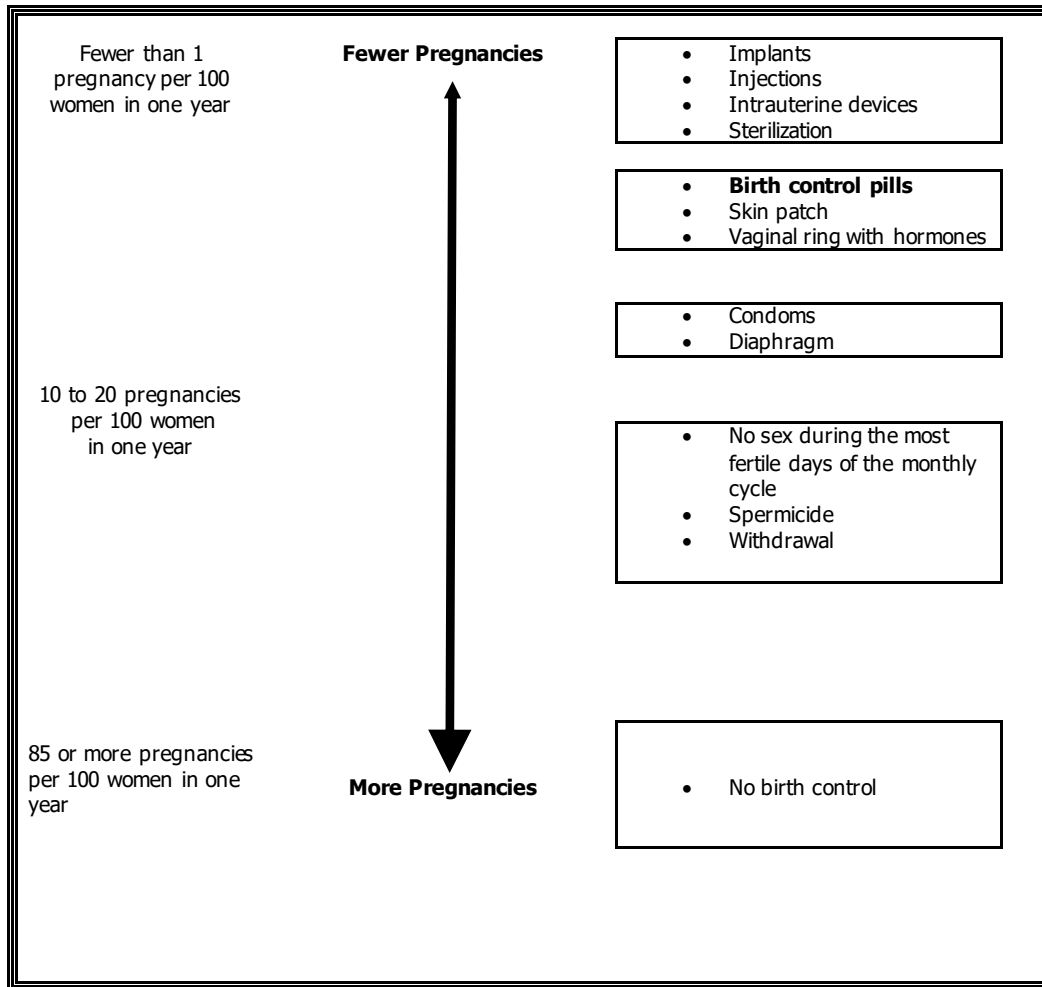 Fewer than 1
pregnancy per 100
women in one year
Fewer Pregnancies
• Implants
• Injections
• Intrauterine devices
• Sterilization
• Birth control pills
• Skin patch
• Vaginal ring with hormones
• Condoms
• Diaphragm
10 to 20 pregnancies
per 100 women
in one year
• No sex during the most
fertile days of the monthly
cycle
• Spermicide
• Withdrawal
85 or more pregnancies
per 100 women in one
year
More Pregnancies
• No birth control